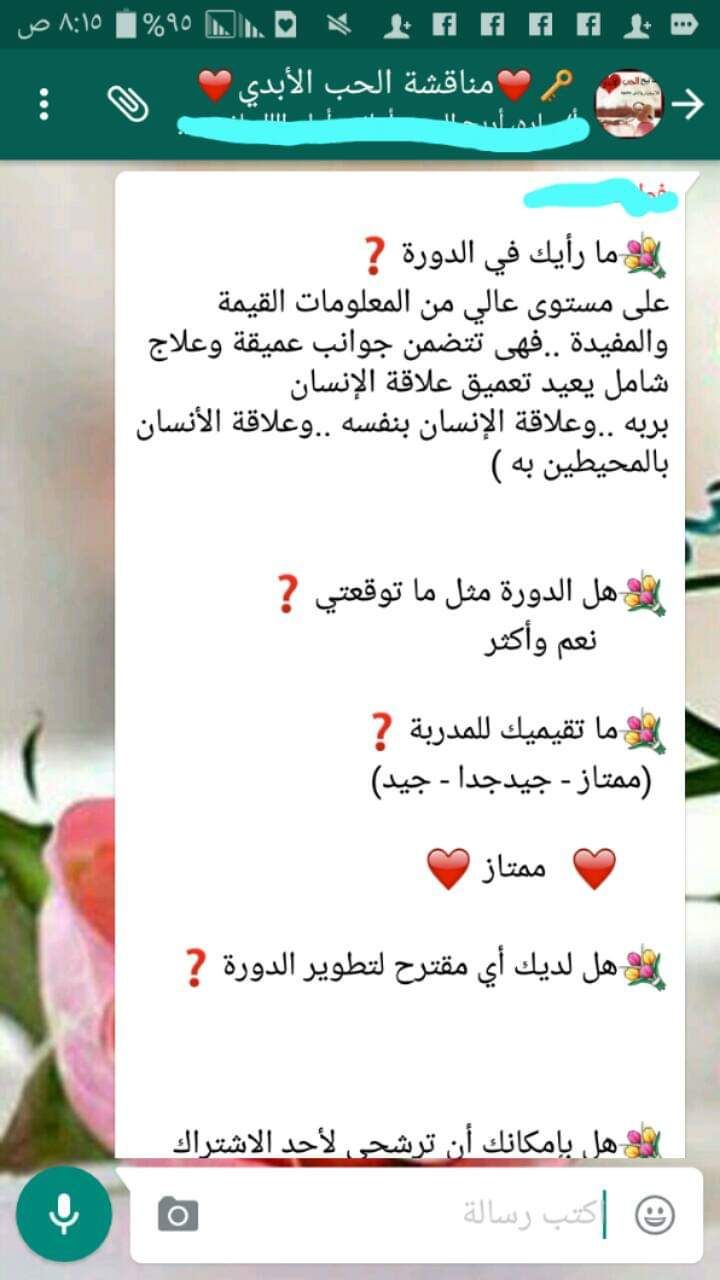 ٨:١٥ ص
%٩٥
🔑❤️مناقشة الحب الأبدي❤️
💐ما رأيك في الدورة ❓
على مستوى عالي من المعلومات القيمة
والمفيدة ..فهى تتضمن جوانب عميقة وعلاج
شامل يعيد تعميق علاقة الإنسان
بربه ..وعلاقة الإنسان بنفسه ..وعلاقة الأنسان
بالمحيطين به )
💐هل الدورة مثل ما توقعتي ❓
نعم وأكثر
💐ما تقيميك للمدربة ❓
(ممتاز - جيدجدا - جيد)
❤️ ممتاز ❤️
💐هل لديك أي مقترح لتطوير الدورة ❓
💐هل بإمكانك أن ترشحي لأحد الاشتراك
اكتب رسالة